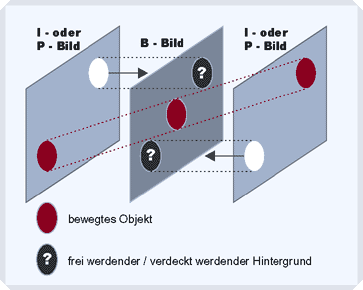 I - oder
P - Bild
B - Bild
I - oder
P - Bild
?
?
bewegtes Objekt
? frei werdender / verdeckt werdender Hintergrund